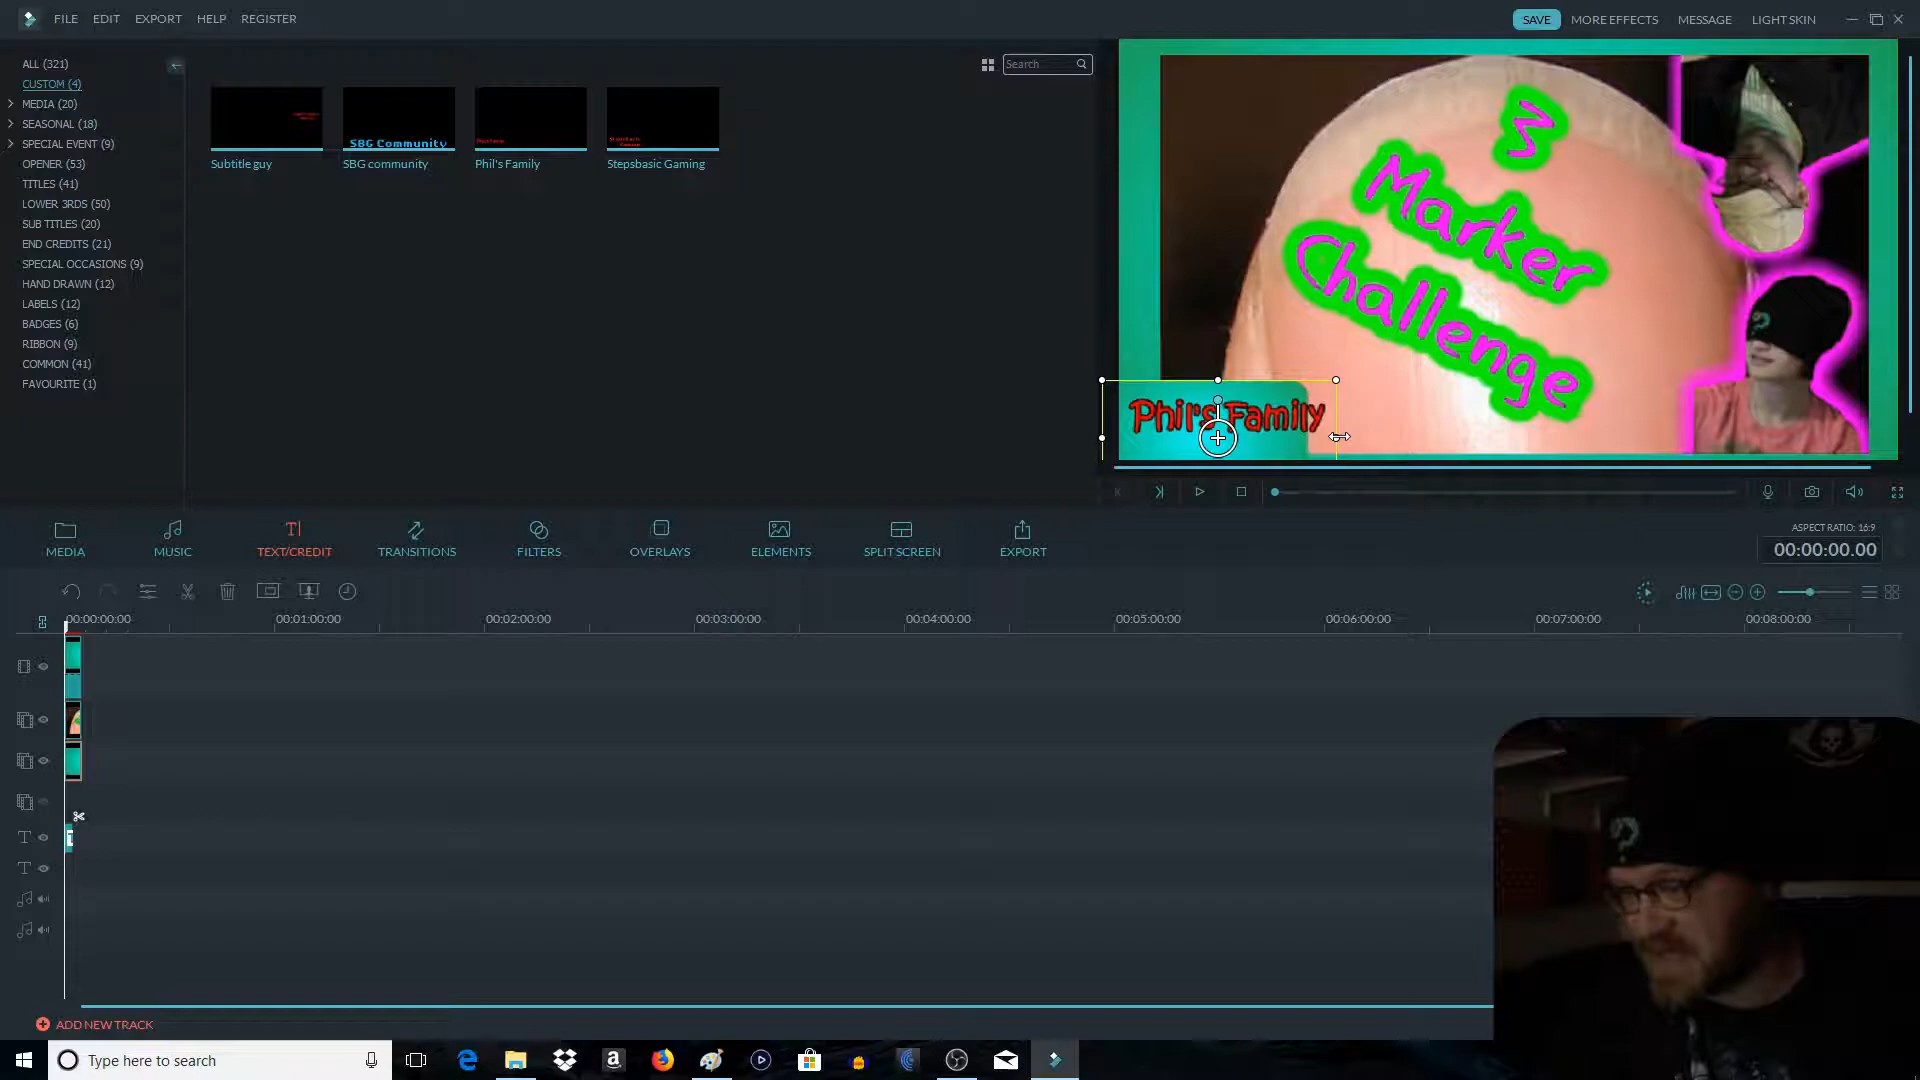 FILE EDIT EXPORT HELP REGISTER
SAVE MORE EFFECTS MESSAGE LIGHT SKIN
ALL (321)
CUSTOM (4)
MEDIA (20)
SEASONAL (18)
SPECIAL EVENT (9)
OPENER (53)
TITLES (41)
LOWER 3RDS (50)
SUB TITLES (20)
END CREDITS (21)
SPECIAL OCCASIONS (9)
HAND DRAWN (12)
LABELS (12)
BADGES (6)
RIBBON (9)
COMMON (41)
FAVOURITE (1)
Search
SBG Community
Subtitle guy SBG community Phil's Family Stepsbasic Gaming
3
Marker
Challenge
Phil's Family
?
MEDIA MUSIC TEXT/CREDIT TRANSITIONS FILTERS OVERLAYS ELEMENTS SPLIT SCREEN EXPORT
ASPECT RATIO: 16:9
00:00:00.00
00:00:00:00 00:01:00:00 00:02:00:00 00:03:00:00 00:04:00:00 00:05:00:00 00:06:00:00 00:07:00:00 00:08:00:00
?
ADD NEW TRACK
Type here to search